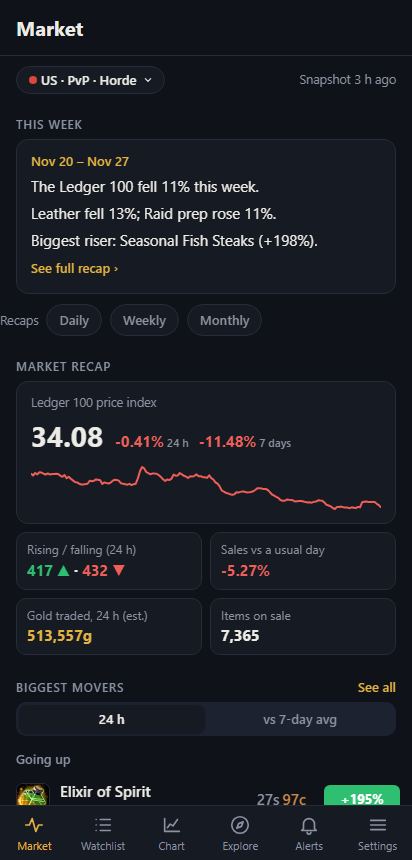 Market
US · PvP · Horde
Snapshot 3 h ago
THIS WEEK
Nov 20 – Nov 27
The Ledger 100 fell 11% this week.
Leather fell 13%; Raid prep rose 11%.
Biggest riser: Seasonal Fish Steaks (+198%).
See full recap ›
Recaps Daily Weekly Monthly
MARKET RECAP
Ledger 100 price index
34.08 -0.41% 24 h -11.48% 7 days
Rising / falling (24 h)
417 ▲ · 432 ▼
Sales vs a usual day
-5.27%
Gold traded, 24 h (est.)
513,557g
Items on sale
7,365
BIGGEST MOVERS See all
24 h vs 7-day avg
Going up
Elixir of Spirit 27s 97c +195%
Market Watchlist Chart Explore Alerts Settings